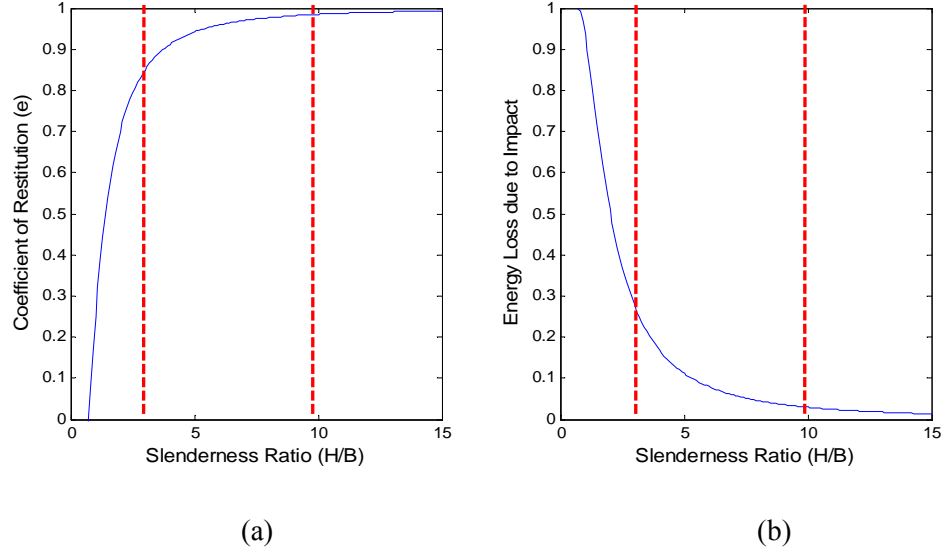 Coefficient of Restitution (e)
1
0.9
0.8
0.7
0.6
0.5
0.4
0.3
0.2
0.1
0
0 5 10 15
Slenderness Ratio (H/B)
(a)
Energy Loss due to Impact
1
0.9
0.8
0.7
0.6
0.5
0.4
0.3
0.2
0.1
0
0 5 10 15
Slenderness Ratio (H/B)
(b)